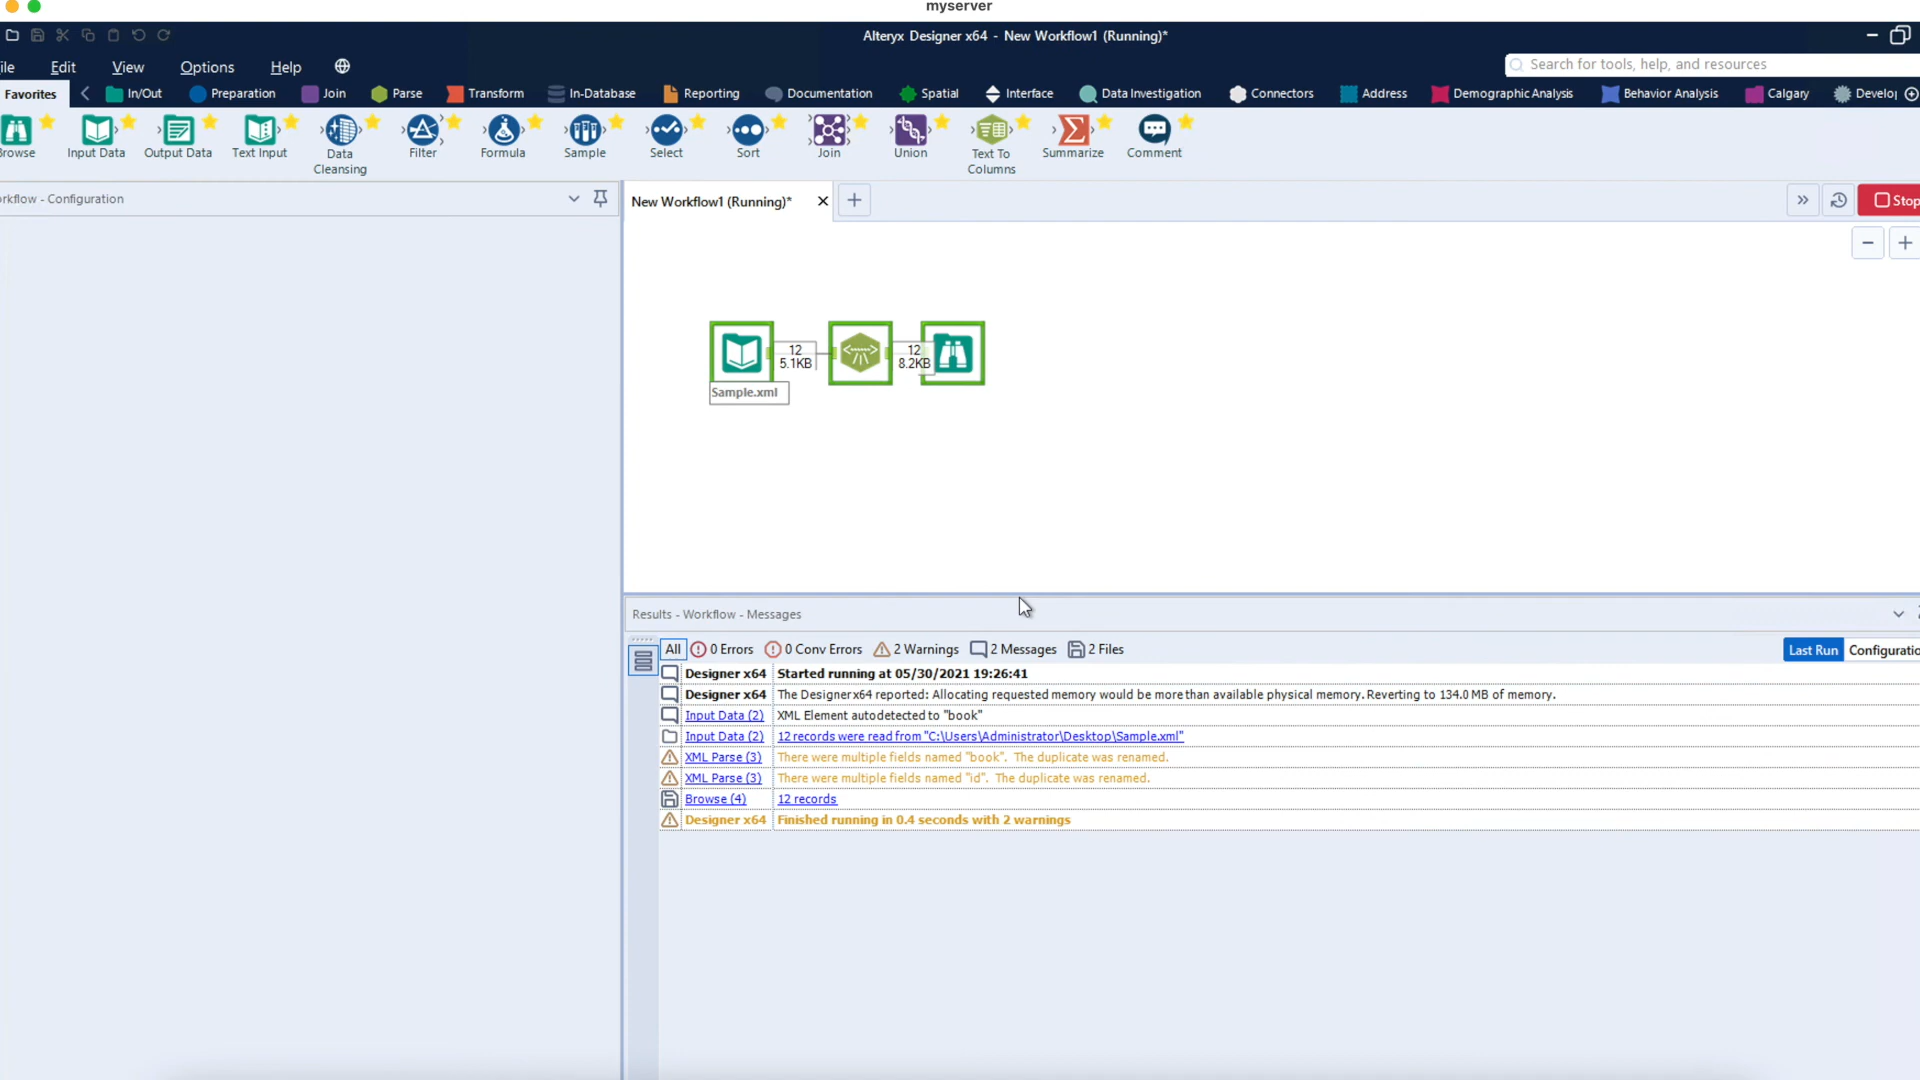 myserver
Alteryx Designer x64 - New Workflow1 (Running)*
ile Edit View Options Help
Search for tools, help, and resources
Favorites In/Out Preparation Join Parse Transform In-Database Reporting Documentation Spatial Interface Data Investigation Connectors Address Demographic Analysis Behavior Analysis Calgary Develo
rowse Input Data Output Data Text Input Data Cleansing Filter Formula Sample Select Sort Join Union Text To Columns Summarize Comment
rkflow - Configuration
New Workflow1 (Running)*
Stop
12
5.1KB
12
8.2KB
Sample.xml
Results - Workflow - Messages
All 0 Errors 0 Conv Errors 2 Warnings 2 Messages 2 Files
Last Run Configuratio
Designer x64 Started running at 05/30/2021 19:26:41
Designer x64 The Designer x64 reported: Allocating requested memory would be more than available physical memory. Reverting to 134.0 MB of memory.
Input Data (2) XML Element autodetected to "book"
Input Data (2) 12 records were read from "C:\Users\Administrator\Desktop\Sample.xml"
XML Parse (3) There were multiple fields named "book". The duplicate was renamed.
XML Parse (3) There were multiple fields named "id". The duplicate was renamed.
Browse (4) 12 records
Designer x64 Finished running in 0.4 seconds with 2 warnings